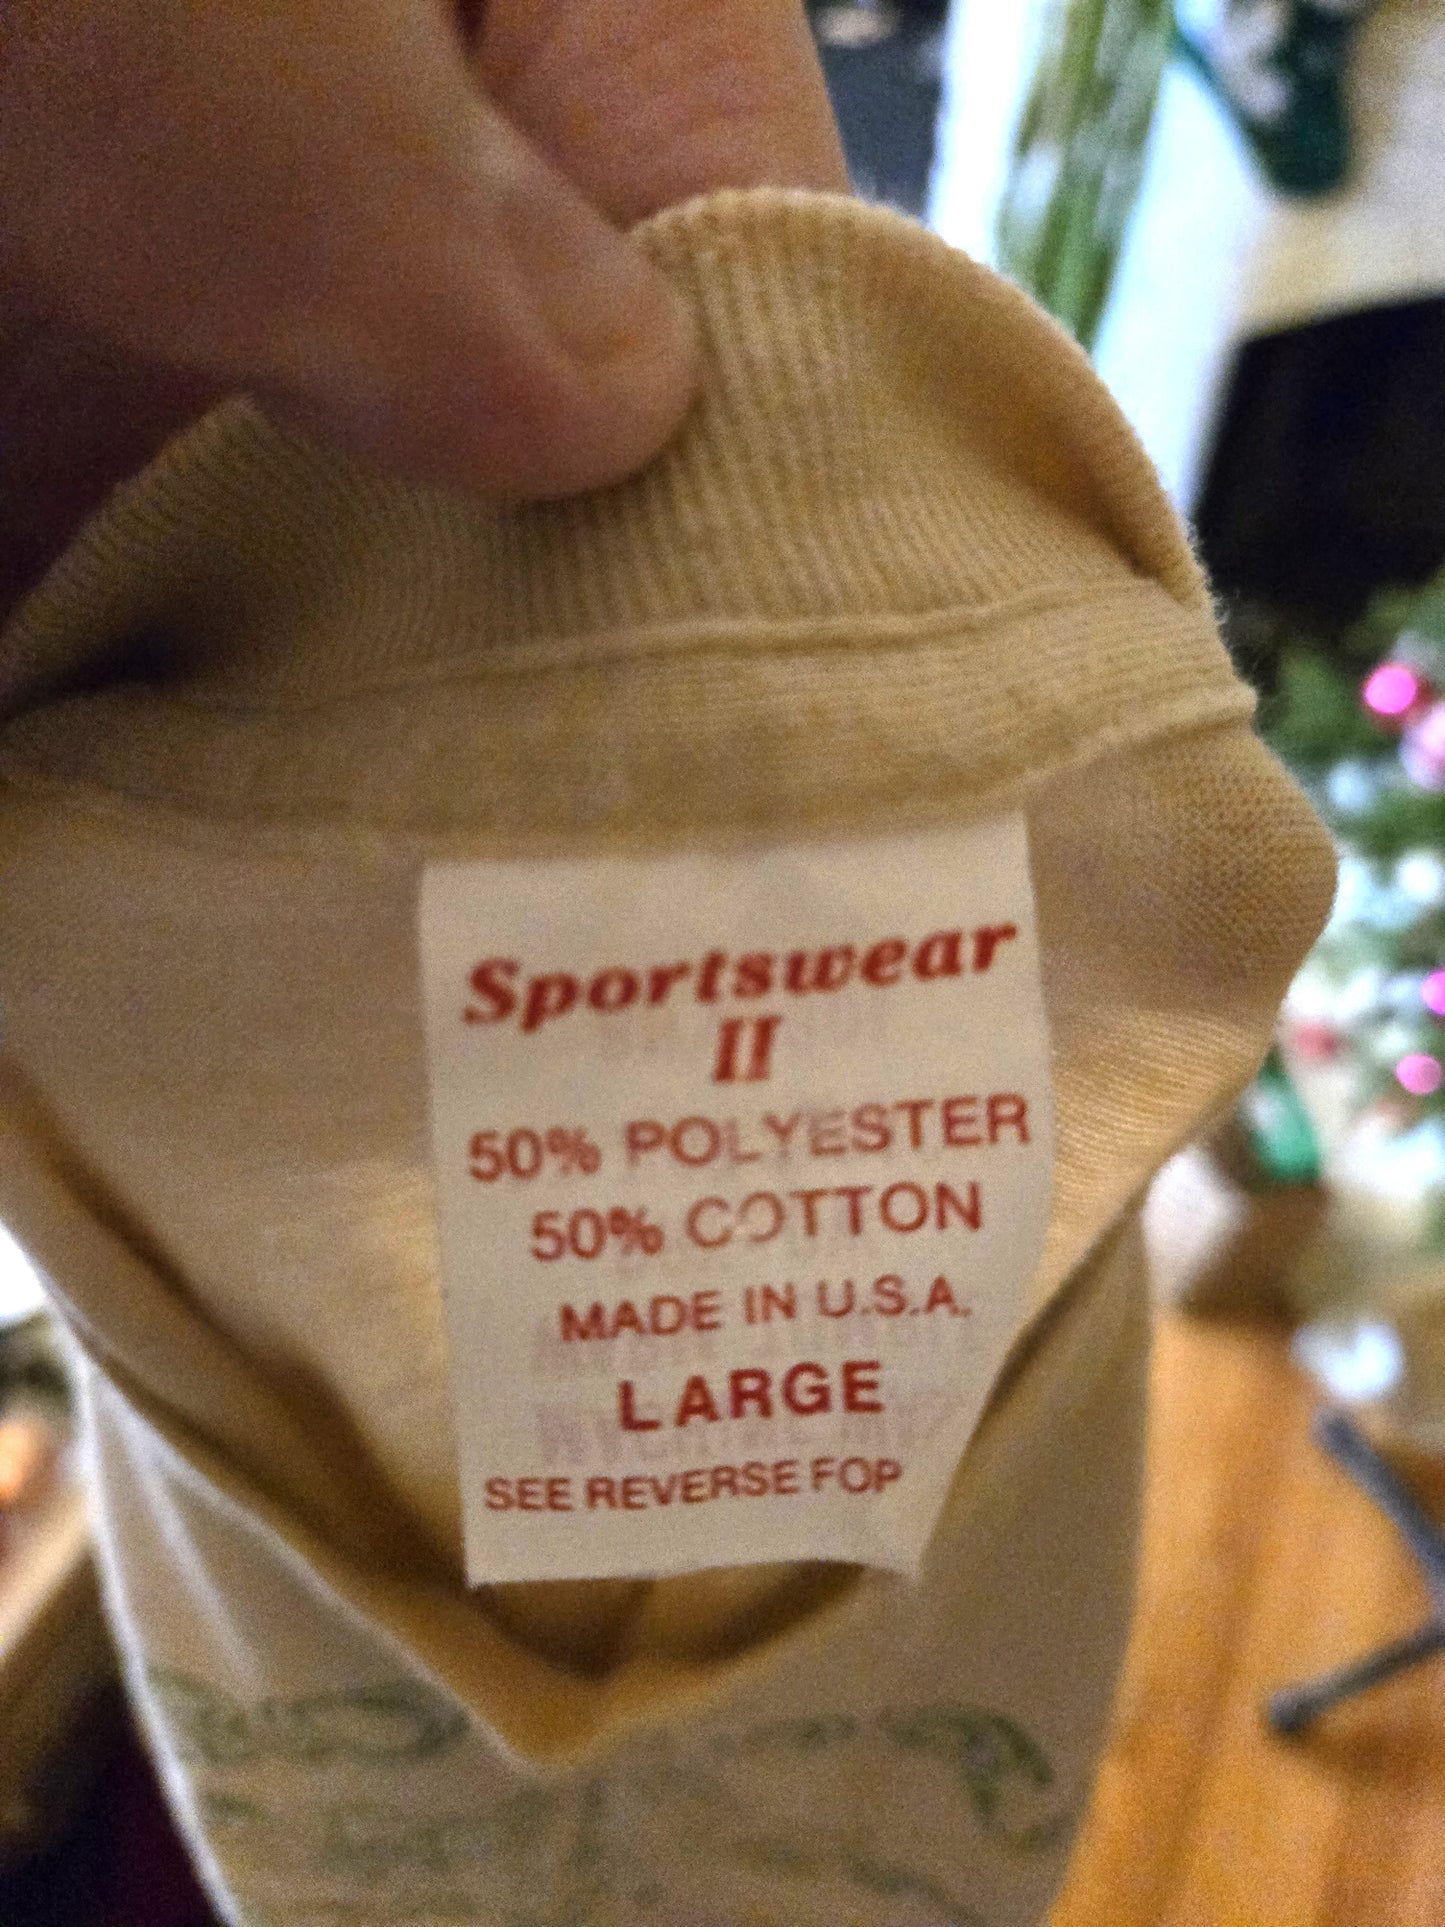 Sportswear
II
50% POLYESTER
50% COTTON
MADE IN U.S.A.
LARGE
SEE REVERSE FOP